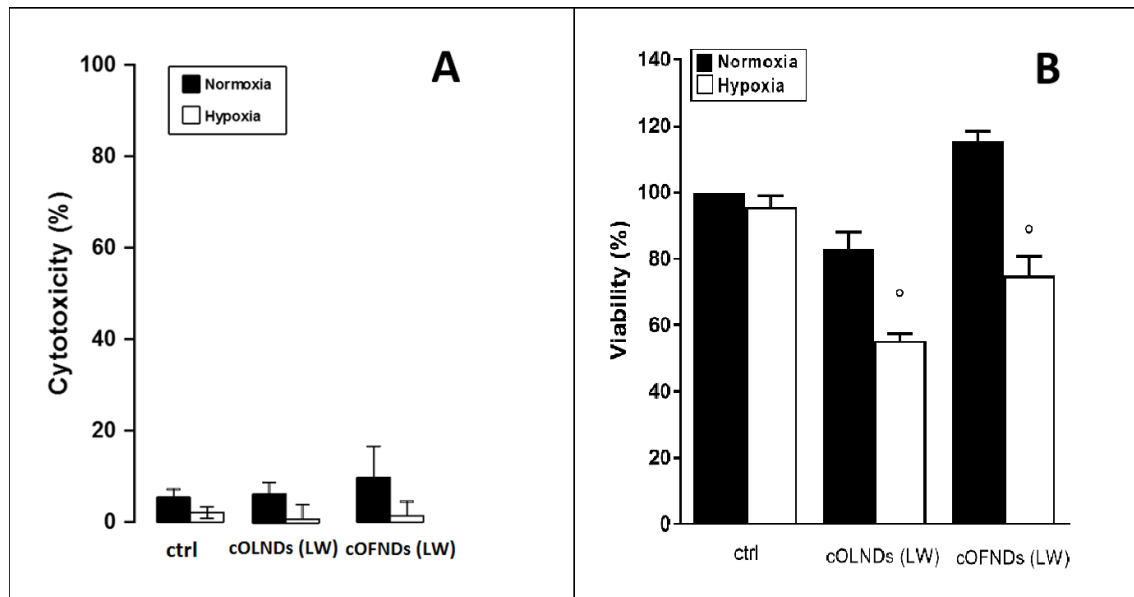 A
Normoxia
Hypoxia
Cytotoxicity (%)
100
80
60
40
20
0
ctrl cOLNDs (LW) cOFNDs (LW)
B
Normoxia
Hypoxia
Viability (%)
140
120
100
80
60
40
20
0
ctrl cOLNDs (LW) cOFNDs (LW)